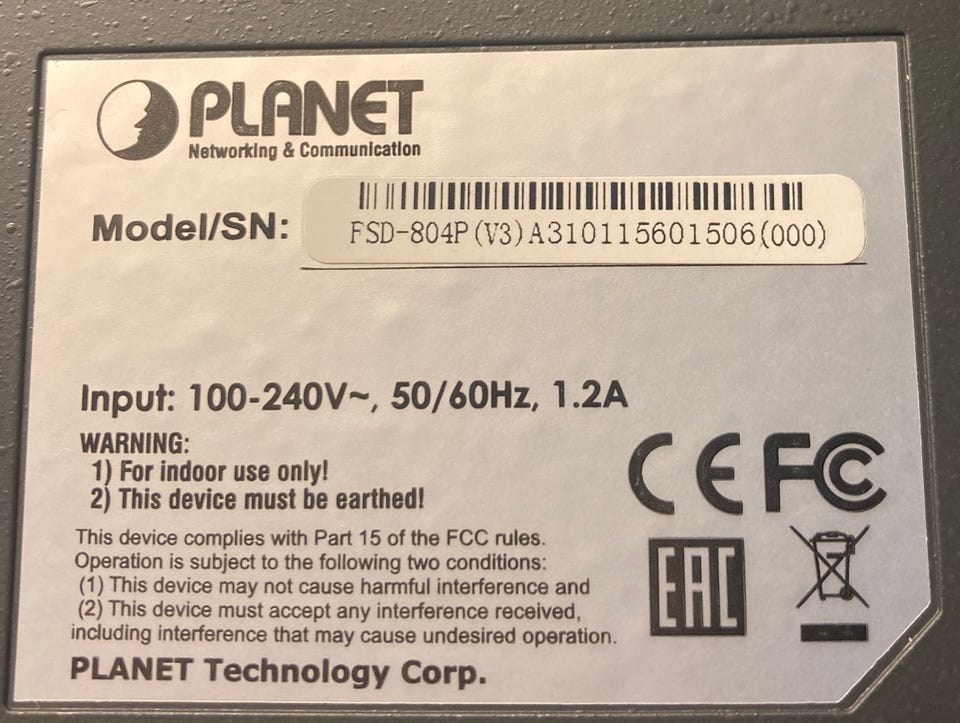 PLANET
Networking & Communication
Model/SN:
FSD-804P(V3)A310115601506(000)
Input: 100-240V~, 50/60Hz, 1.2A
WARNING:
1) For indoor use only!
2) This device must be earthed!
CE FC
This device complies with Part 15 of the FCC rules.
Operation is subject to the following two conditions:
(1) This device may not cause harmful interference and
(2) This device must accept any interference received,
including interference that may cause undesired operation.
EAC
PLANET Technology Corp.